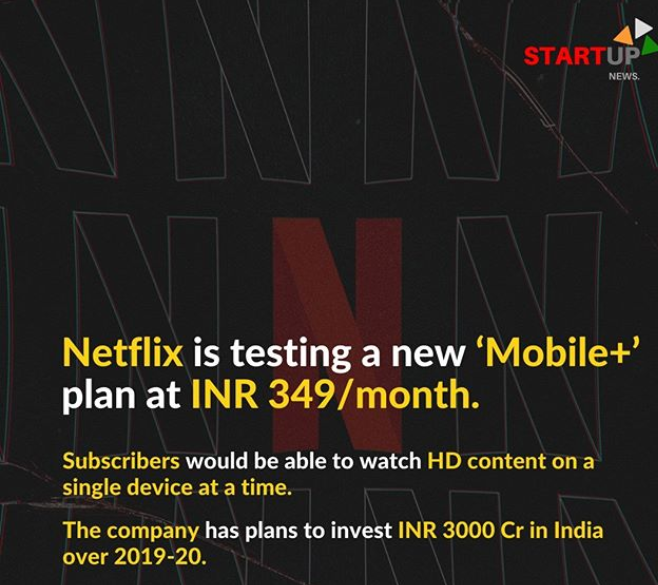 STARTUP
NEWS.
N
Netflix is testing a new ‘Mobile+’
plan at INR 349/month.
Subscribers would be able to watch HD content on a
single device at a time.
The company has plans to invest INR 3000 Cr in India
over 2019-20.